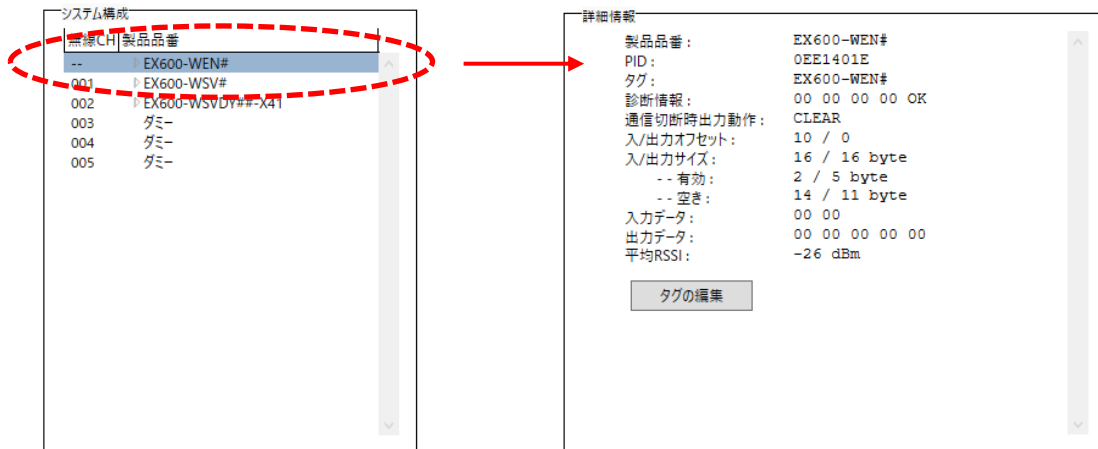 システム構成
無線CH 製品品番
-- EX600-WEN#
001 EX600-WSV#
002 EX600-WSVDY##-X41
003 ダミー
004 ダミー
005 ダミー
詳細情報
製品品番： EX600-WEN#
PID： 0EE1401E
タグ： EX600-WEN#
診断情報： 00 00 00 00 OK
通信切断時出力動作： CLEAR
入/出力オフセット： 10 / 0
入/出力サイズ： 16 / 16 byte
-- 有効： 2 / 5 byte
-- 空き： 14 / 11 byte
入力データ： 00 00
出力データ： 00 00 00 00 00
平均RSSI： -26 dBm
タグの編集